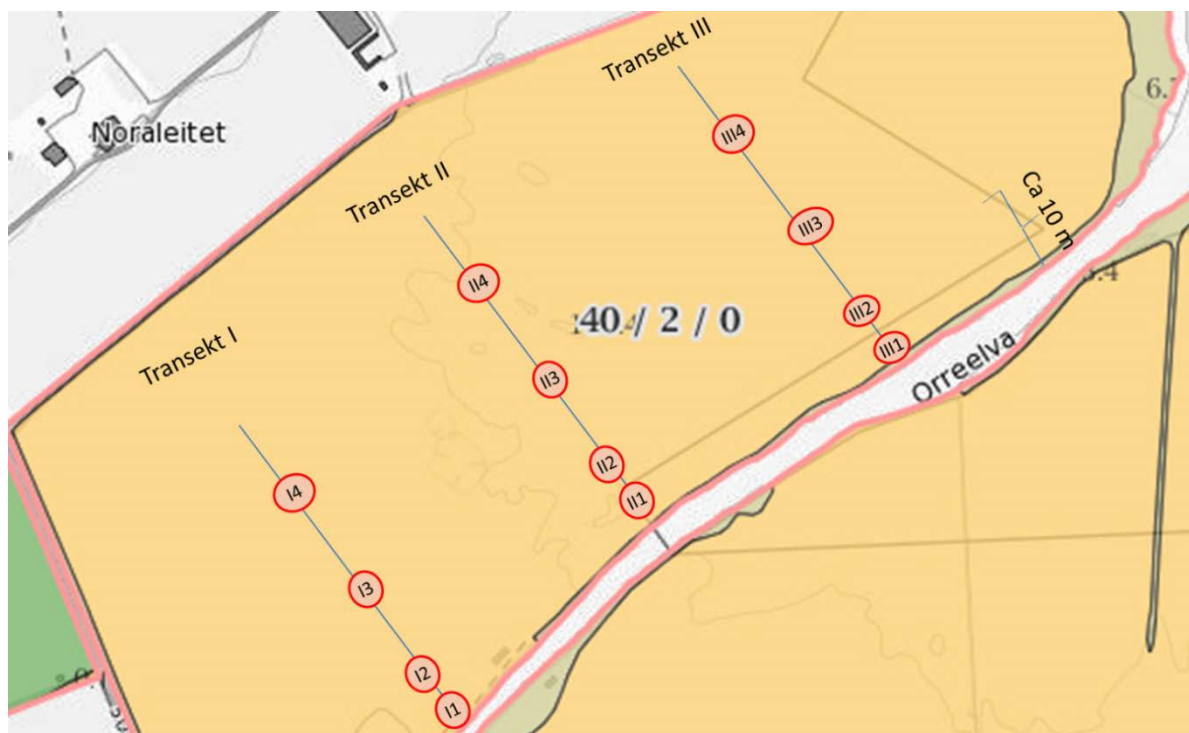 Transekt III
6.
Noraleitet
III4
Transekt II
Ca 10 m
III3
II4
40 / 2 / 0
III2
III1
Transekt I
Orreelva
II3
II2
I4
II1
I3
I2
I1